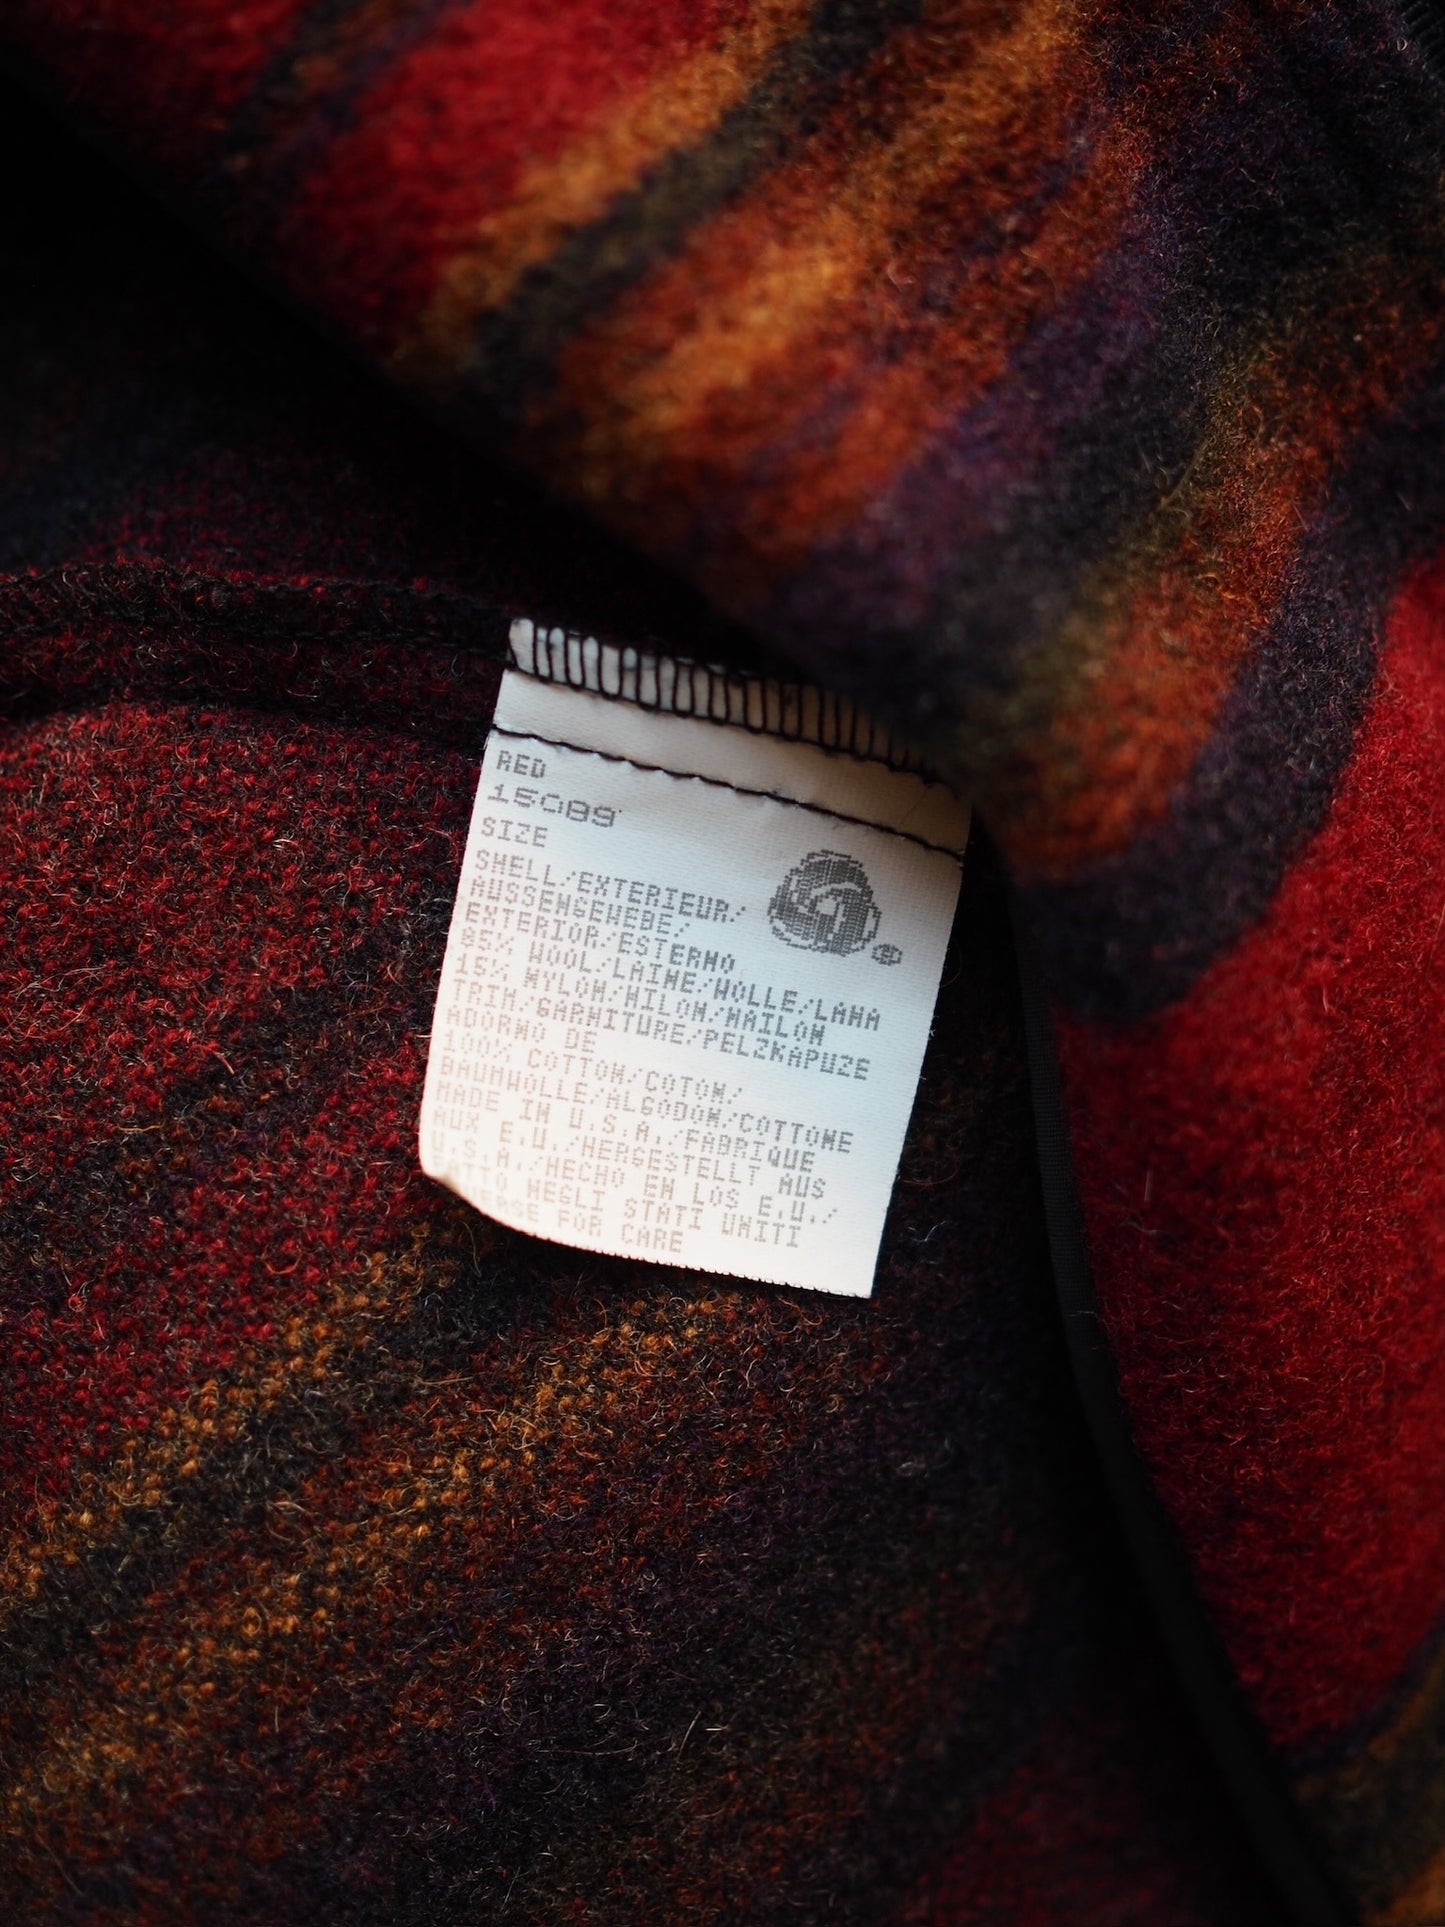 RED
15089
SIZE
SHELL/EXTERIEUR/
AUSSENGEWEBE/
EXTERIOR/ESTERNO
85% WOOL/LAINE/WOLLE/LANA
15% NYLON/NILON/NAILON
TRIM/GARNITURE/PELZKAPUZE
ADORNO DE
100% COTTON/COTON/
BAUMWOLLE/ALGODON/COTTONE
MADE IN U.S.A./FABRIQUE
AUX E.U./HERGESTELLT AUS
U.S.A./HECHO EN LOS E.U./
FATTO NEGLI STATI UNITI
FOR CARE